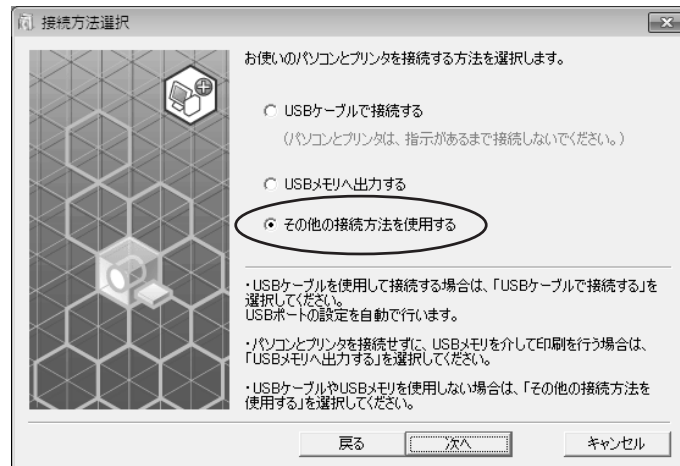 接続方法選択
お使いのパソコンとプリンタを接続する方法を選択します。
USBケーブルで接続する
(パソコンとプリンタは、指示があるまで接続しないでください。)
USBメモリへ出力する
その他の接続方法を使用する
・USBケーブルを使用して接続する場合は、「USBケーブルで接続する」を
選択してください。
USBポートの設定を自動で行います。
・パソコンとプリンタを接続せずに、USBメモリを介して印刷を行う場合は、
「USBメモリへ出力する」を選択してください。
・USBケーブルやUSBメモリを使用しない場合は、「その他の接続方法を
使用する」を選択してください。
戻る
次へ
キャンセル